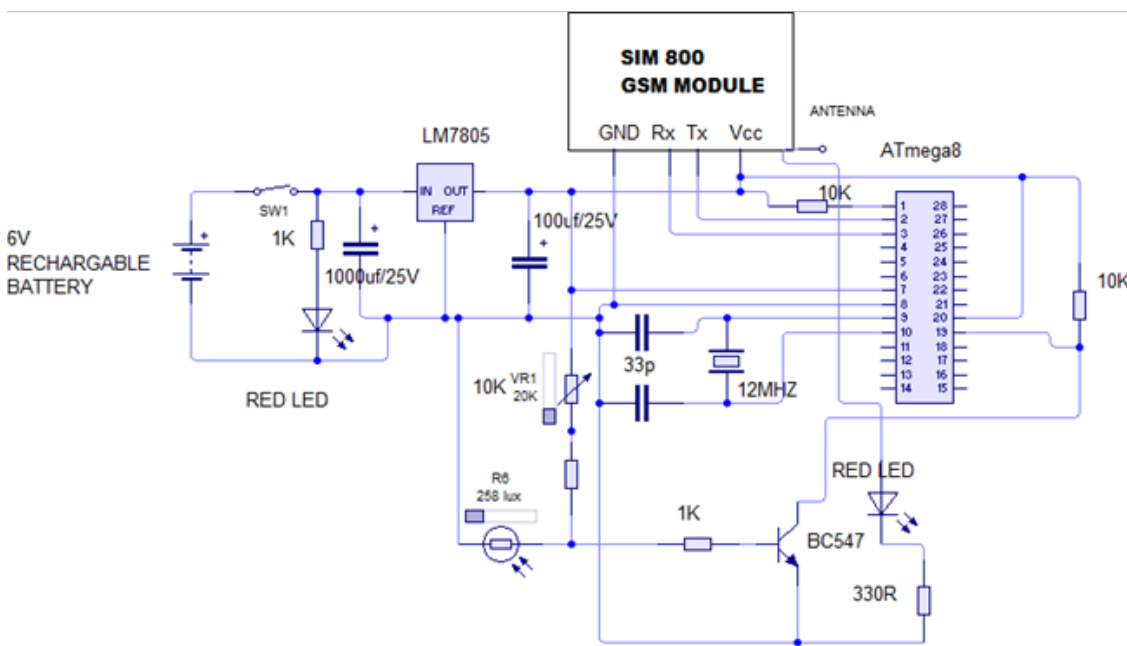 SIM 800
GSM MODULE
GND Rx Tx Vcc
ANTENNA
LM7805
ATmega8
IN OUT
REF
SW1
10K
1K
100uf/25V
1000uf/25V
6V
RECHARGABLE
BATTERY
10K
1 28
2 27
3 26
4 25
5 24
6 23
7 22
8 21
9 20
10 19
11 18
12 17
13 16
14 15
33p
12MHZ
10K
VR1
20K
RED LED
RED LED
R6
258 lux
1K
BC547
330R